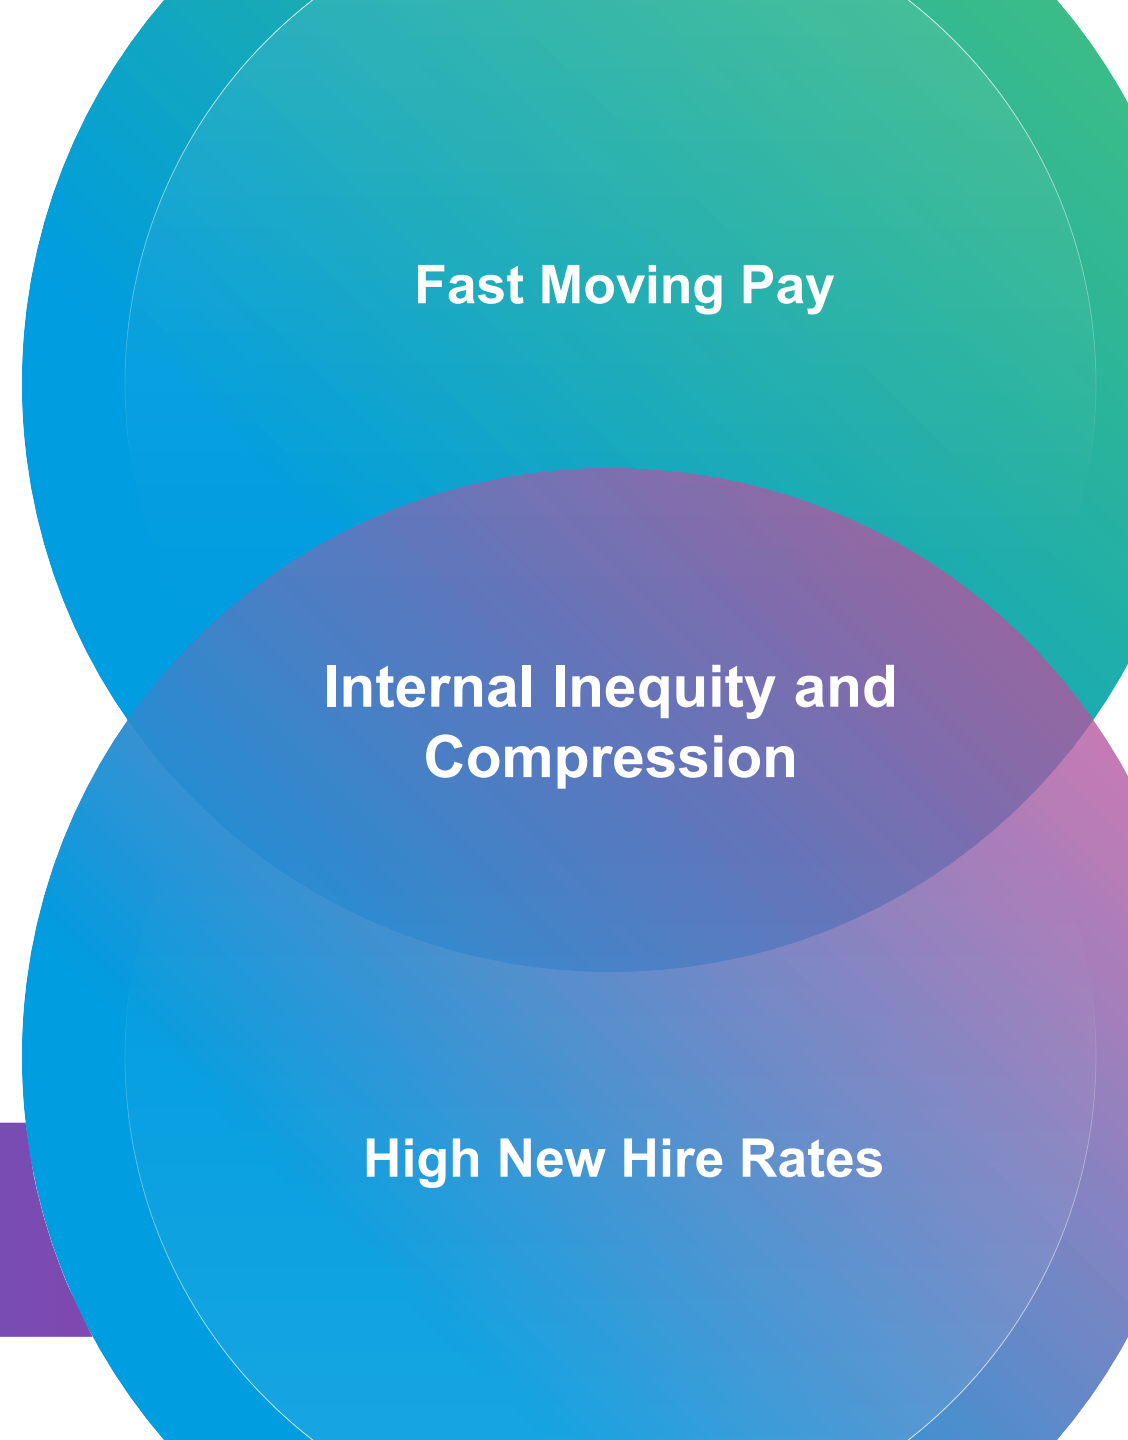 Fast Moving Pay
Internal Inequity and
Compression
High New Hire Rates